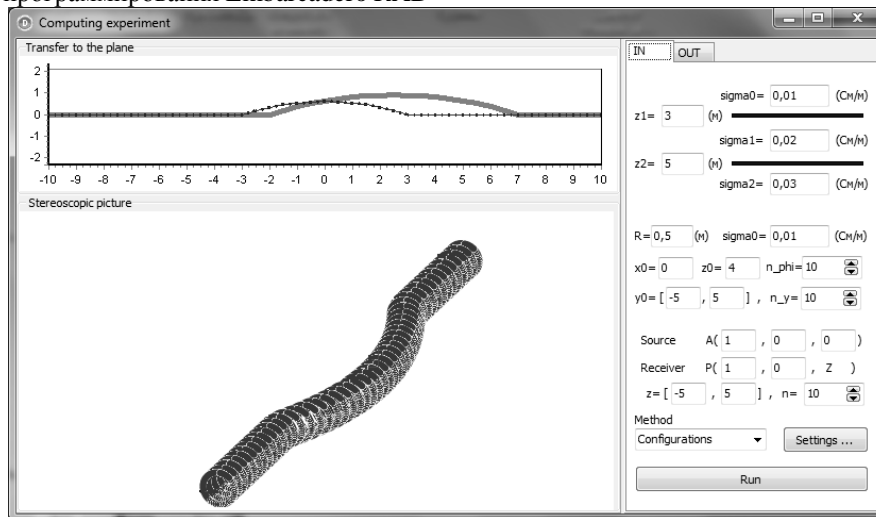 программирования Embarcadero RAD
Computing experiment
Transfer to the plane
2
1
0
-1
-2
-10 -9 -8 -7 -6 -5 -4 -3 -2 -1 0 1 2 3 4 5 6 7 8 9 10
Stereoscopic picture
IN OUT
sigma0= 0,01 (См/м)
z1= 3 (м)
sigma1= 0,02 (См/м)
z2= 5 (м)
sigma2= 0,03 (См/м)
R= 0,5 (м) sigma0= 0,01 (См/м)
x0= 0 z0= 4 n_phi= 10
y0= [ -5 , 5 ] , n_y= 10
Source A( 1 , 0 , 0 )
Receiver P( 1 , 0 , Z )
z= [ -5 , 5 ] , n= 10
Method
Configurations Settings ...
Run